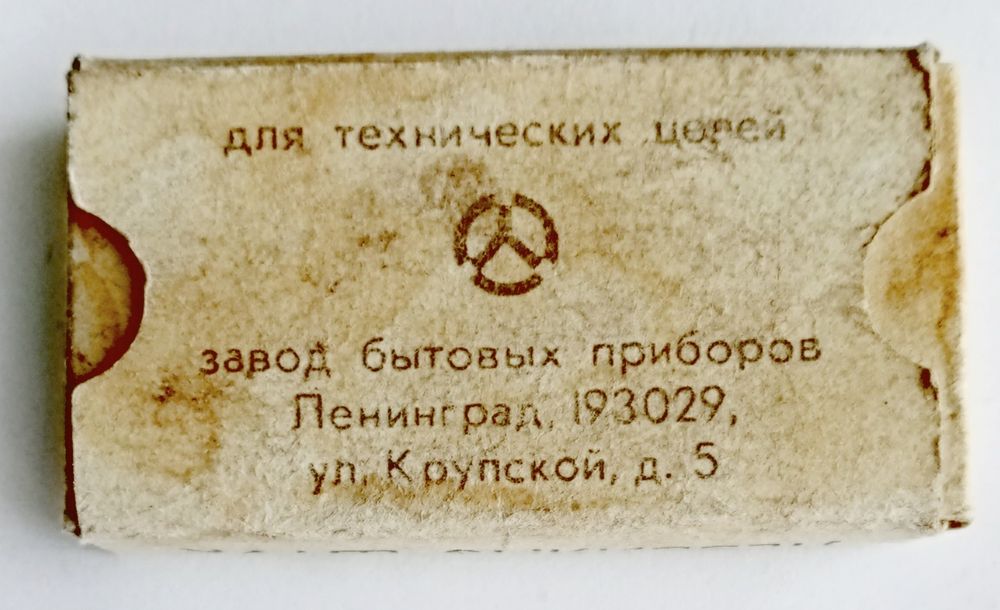 для технических целей
завод бытовых приборов
Ленинград, 193029,
ул. Крупской, д. 5